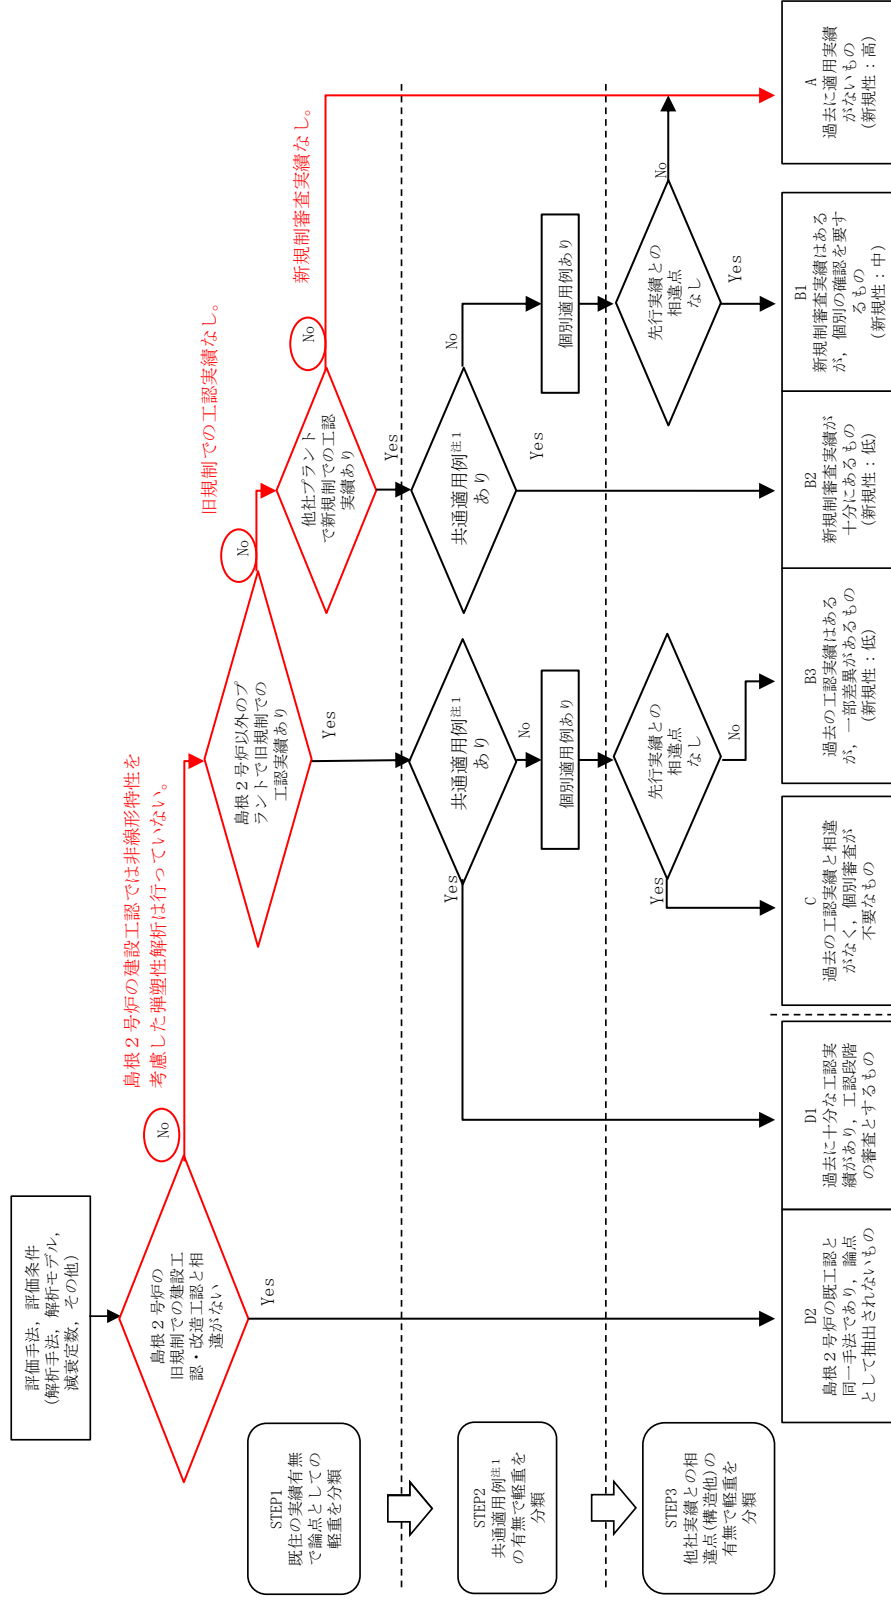 評価手法，評価条件
(解析手法，解析モデル，
減衰定数，その他)
島根２号炉の
旧規制での建設工
認・改造工認と相
違がない
No
島根２号炉の建設工認では非線形特性を
考慮した弾塑性解析は行っていない。
Yes
島根２号炉以外のプ
ラントで旧規制での
工認実績あり
No
旧規制での工認実績なし。
Yes
他社プラント
で新規制での工認
実績あり
No
新規制審査実績なし。
Yes
STEP1
既住の実績有無
で論点としての
軽重を分類
STEP2
共通適用例注１
の有無で軽重を
分類
STEP3
他社実績との相
違点(構造他)の
有無で軽重を
分類
共通適用例注１
あり
Yes
No
個別適用例あり
共通適用例注１
あり
Yes
No
個別適用例あり
先行実績との
相違点
なし
Yes
No
先行実績との
相違点
なし
Yes
No
D2
島根２号炉の既工認と
同一手法であり，論点
として抽出されないもの
D1
過去に十分な工認実
績があり，工認段階
の審査とするもの
C
過去の工認実績と相違
がなく，個別審査が
不要なもの
B3
過去の工認実績はある
が，一部差異があるもの
(新規性：低)
B2
新規制審査実績が
十分にあるもの
(新規性：低)
B1
新規制審査実績はある
が，個別の確認を要す
るもの
(新規性：中)
A
過去に適用実績
がないもの
(新規性：高)